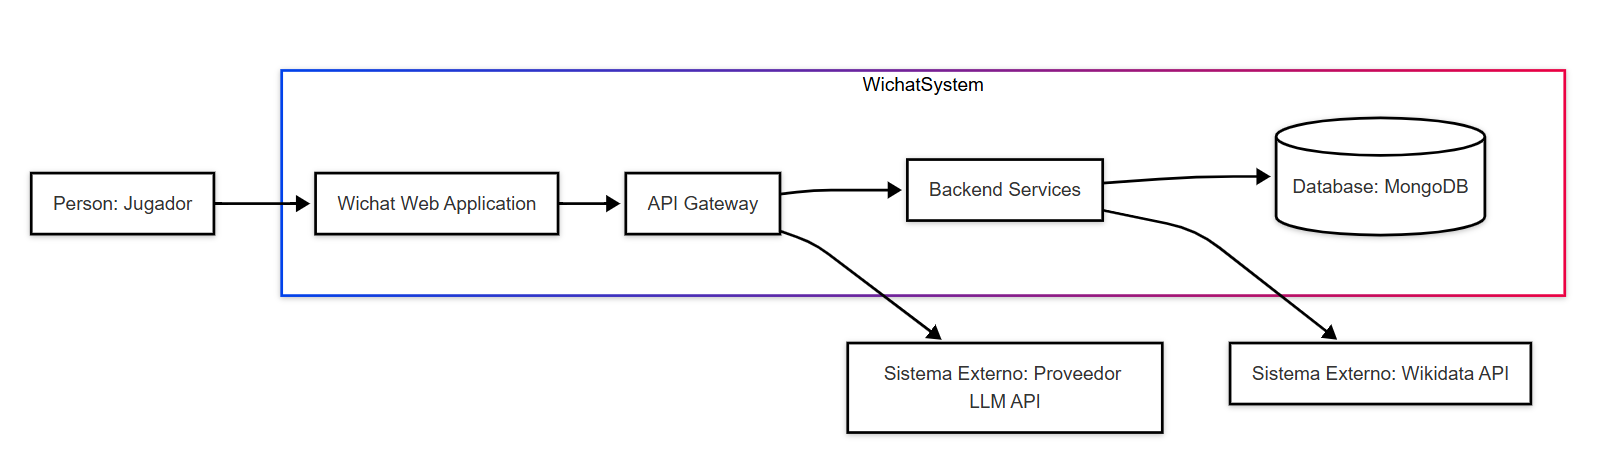 WichatSystem
Person: Jugador
Wichat Web Application
API Gateway
Backend Services
Database: MongoDB
Sistema Externo: Proveedor
LLM API
Sistema Externo: Wikidata API